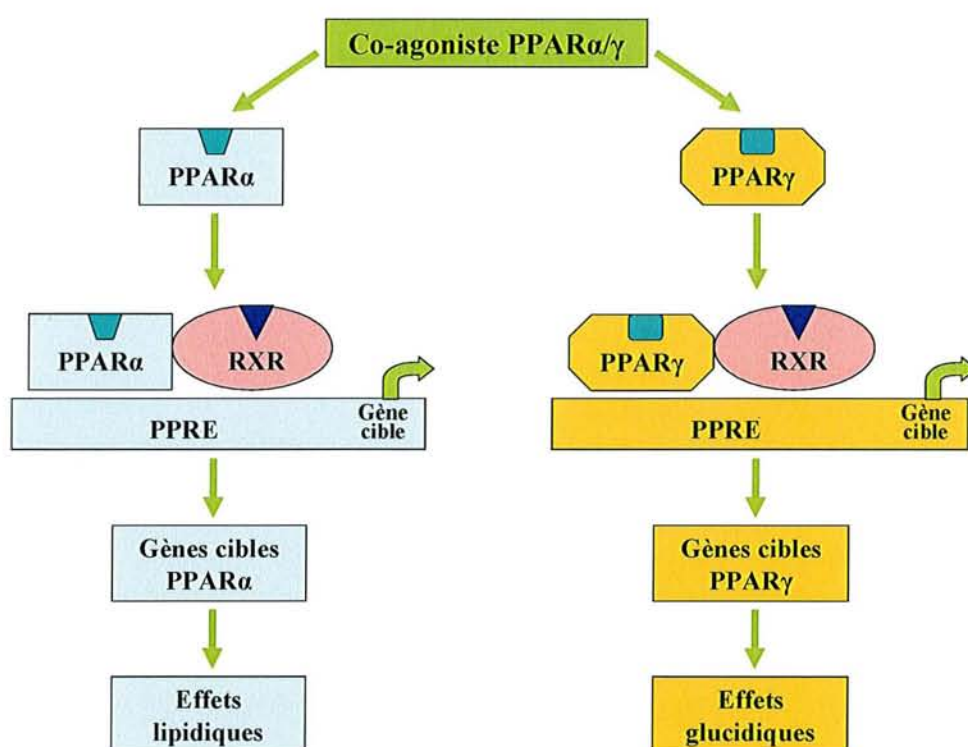 Co-agoniste PPARα/γ
PPARα
PPARγ
PPARα
RXR
PPARγ
RXR
PPRE
Gène
cible
PPRE
Gène
cible
Gènes cibles
PPARα
Gènes cibles
PPARγ
Effets
lipidiques
Effets
glucidiques